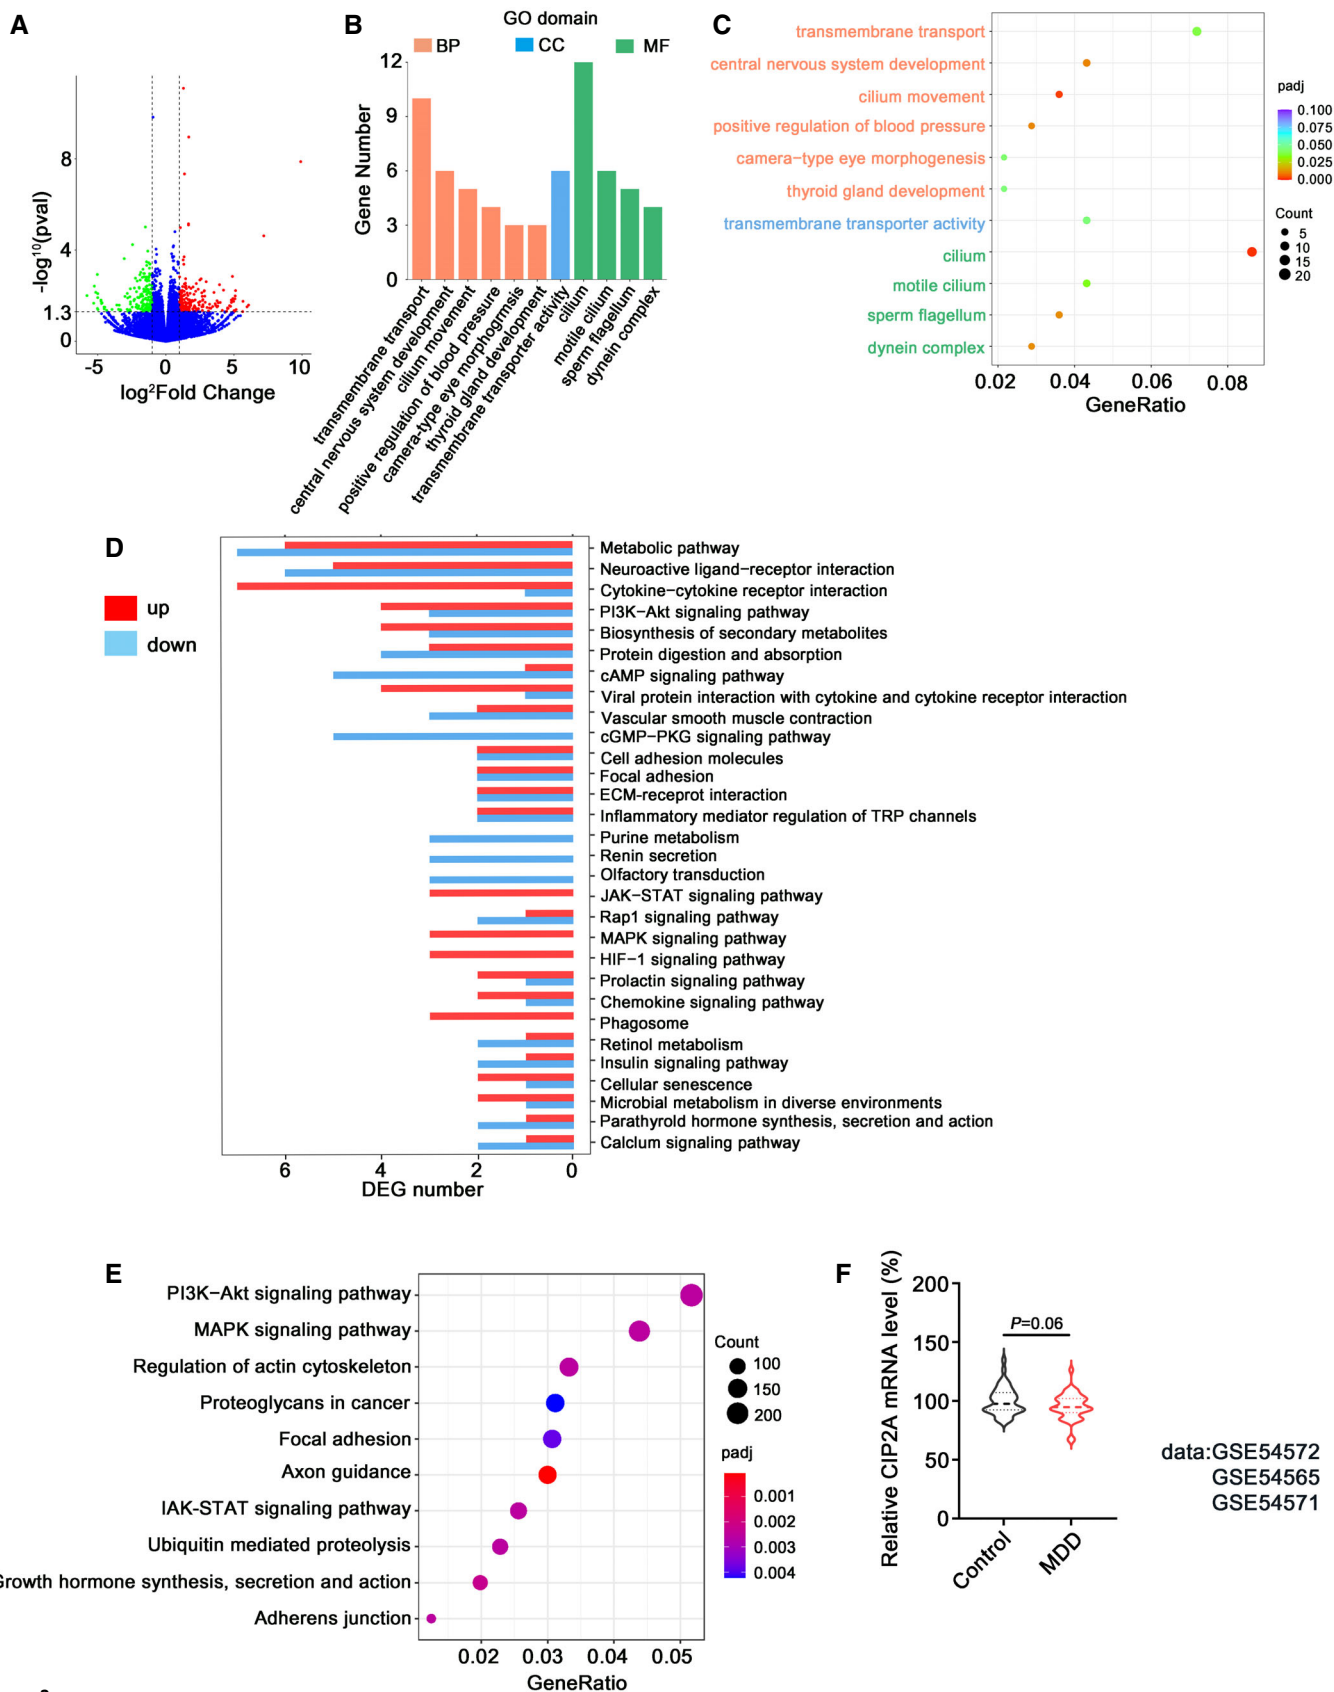 A
-log¹⁰(pval)
8
4
1.3
0
-5
0
5
10
log²Fold Change
B
GO domain
BP
CC
MF
Gene Number
12
9
6
3
0
transmembrane transport
central nervous system development
cilium movement
positive regulation of blood pressure
camera-type eye morphogrmsis
thyroid gland development
transmembrane transporter activity
cilium
motile cilium
sperm flagellum
dynein complex
C
transmembrane transport
central nervous system development
cilium movement
positive regulation of blood pressure
camera-type eye morphogenesis
thyroid gland development
transmembrane transporter activity
cilium
motile cilium
sperm flagellum
dynein complex
0.02
0.04
0.06
0.08
GeneRatio
padj
0.100
0.075
0.050
0.025
0.000
Count
5
10
15
20
D
up
down
Metabolic pathway
Neuroactive ligand-receptor interaction
Cytokine-cytokine receptor interaction
PI3K-Akt signaling pathway
Biosynthesis of secondary metabolites
Protein digestion and absorption
cAMP signaling pathway
Viral protein interaction with cytokine and cytokine receptor interaction
Vascular smooth muscle contraction
cGMP-PKG signaling pathway
Cell adhesion molecules
Focal adhesion
ECM-receprot interaction
Inflammatory mediator regulation of TRP channels
Purine metabolism
Renin secretion
Olfactory transduction
JAK-STAT signaling pathway
Rap1 signaling pathway
MAPK signaling pathway
HIF-1 signaling pathway
Prolactin signaling pathway
Chemokine signaling pathway
Phagosome
Retinol metabolism
Insulin signaling pathway
Cellular senescence
Microbial metabolism in diverse environments
Parathyroid hormone synthesis, secretion and action
Calclum signaling pathway
6
4
2
0
DEG number
E
PI3K-Akt signaling pathway
MAPK signaling pathway
Regulation of actin cytoskeleton
Proteoglycans in cancer
Focal adhesion
Axon guidance
IAK-STAT signaling pathway
Ubiquitin mediated proteolysis
Growth hormone synthesis, secretion and action
Adherens junction
0.02
0.03
0.04
0.05
GeneRatio
Count
100
150
200
padj
0.001
0.002
0.003
0.004
F
Relative CIP2A mRNA level (%)
200
150
100
50
0
P=0.06
Control
MDD
data:GSE54572
GSE54565
GSE54571